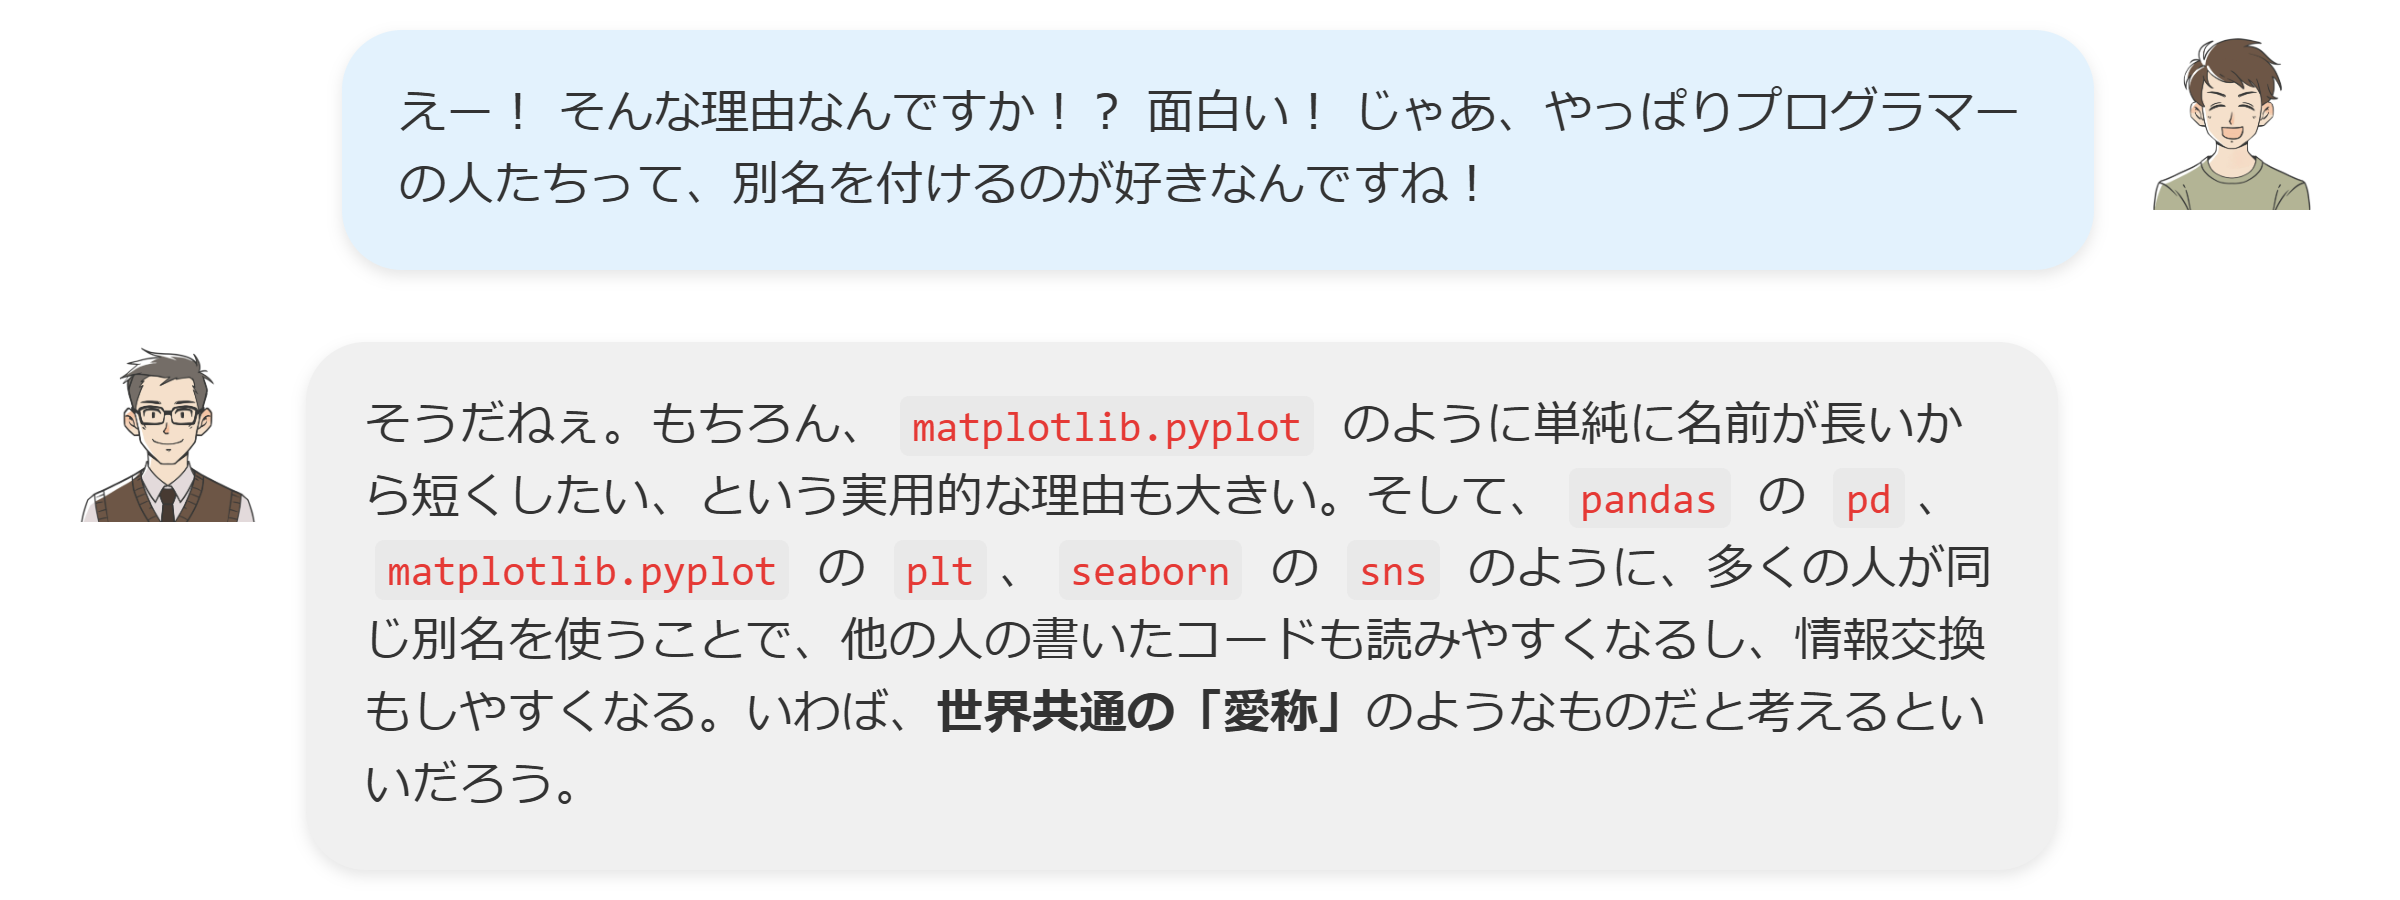 えー！ そんな理由なんですか！？ 面白い！ じゃあ、やっぱりプログラマー
の人たちって、別名を付けるのが好きなんですね！
そうだねぇ。もちろん、 matplotlib.pyplot のように単純に名前が長いか
ら短くしたい、という実用的な理由も大きい。そして、 pandas の pd 、
matplotlib.pyplot の plt 、 seaborn の sns のように、多くの人が同
じ別名を使うことで、他の人の書いたコードも読みやすくなるし、情報交換
もしやすくなる。いわば、世界共通の「愛称」のようなものだと考えるとい
いだろう。